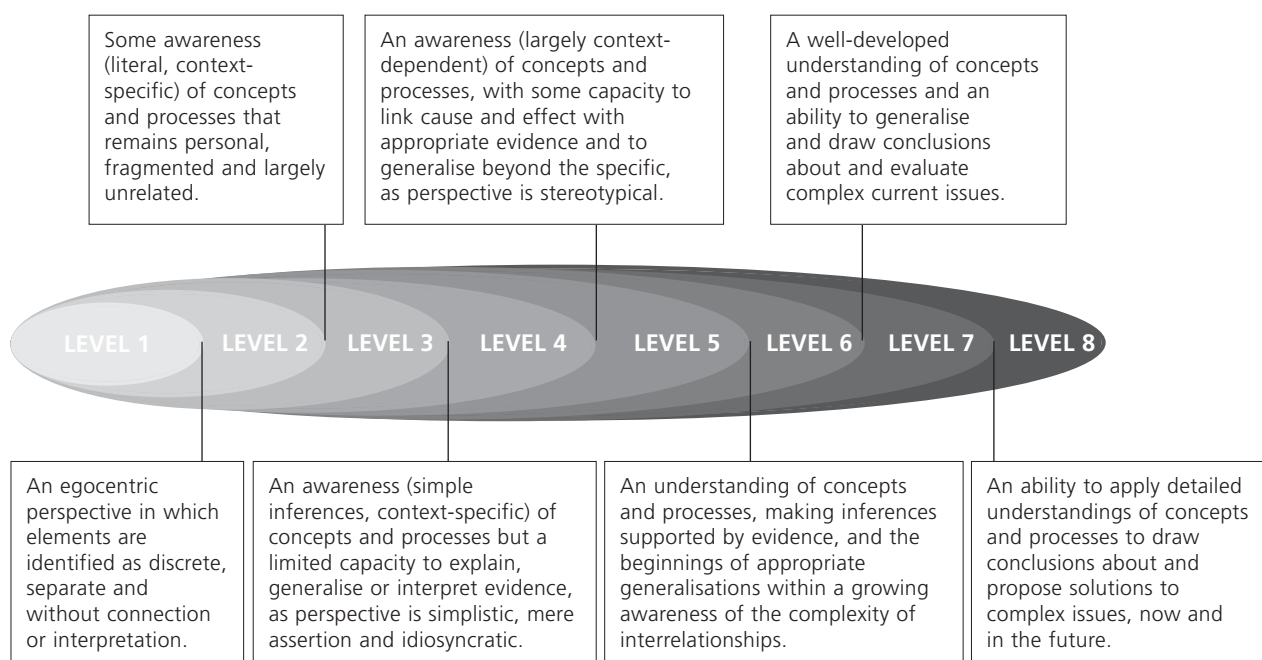 Some awareness
(literal, context-
specific) of concepts
and processes that
remains personal,
fragmented and largely
unrelated.
An awareness (largely context-
dependent) of concepts and
processes, with some capacity to
link cause and effect with
appropriate evidence and to
generalise beyond the specific,
as perspective is stereotypical.
A well-developed
understanding of concepts
and processes and an
ability to generalise
and draw conclusions
about and evaluate
complex current issues.
LEVEL 1 LEVEL 2 LEVEL 3 LEVEL 4 LEVEL 5 LEVEL 6 LEVEL 7 LEVEL 8
An egocentric
perspective in which
elements are
identified as discrete,
separate and
without connection
or interpretation.
An awareness (simple
inferences, context-specific) of
concepts and processes but a
limited capacity to explain,
generalise or interpret evidence,
as perspective is simplistic, mere
assertion and idiosyncratic.
An understanding of concepts
and processes, making inferences
supported by evidence, and the
beginnings of appropriate
generalisations within a growing
awareness of the complexity of
interrelationships.
An ability to apply detailed
understandings of concepts
and processes to draw
conclusions about and
propose solutions to
complex issues, now and
in the future.